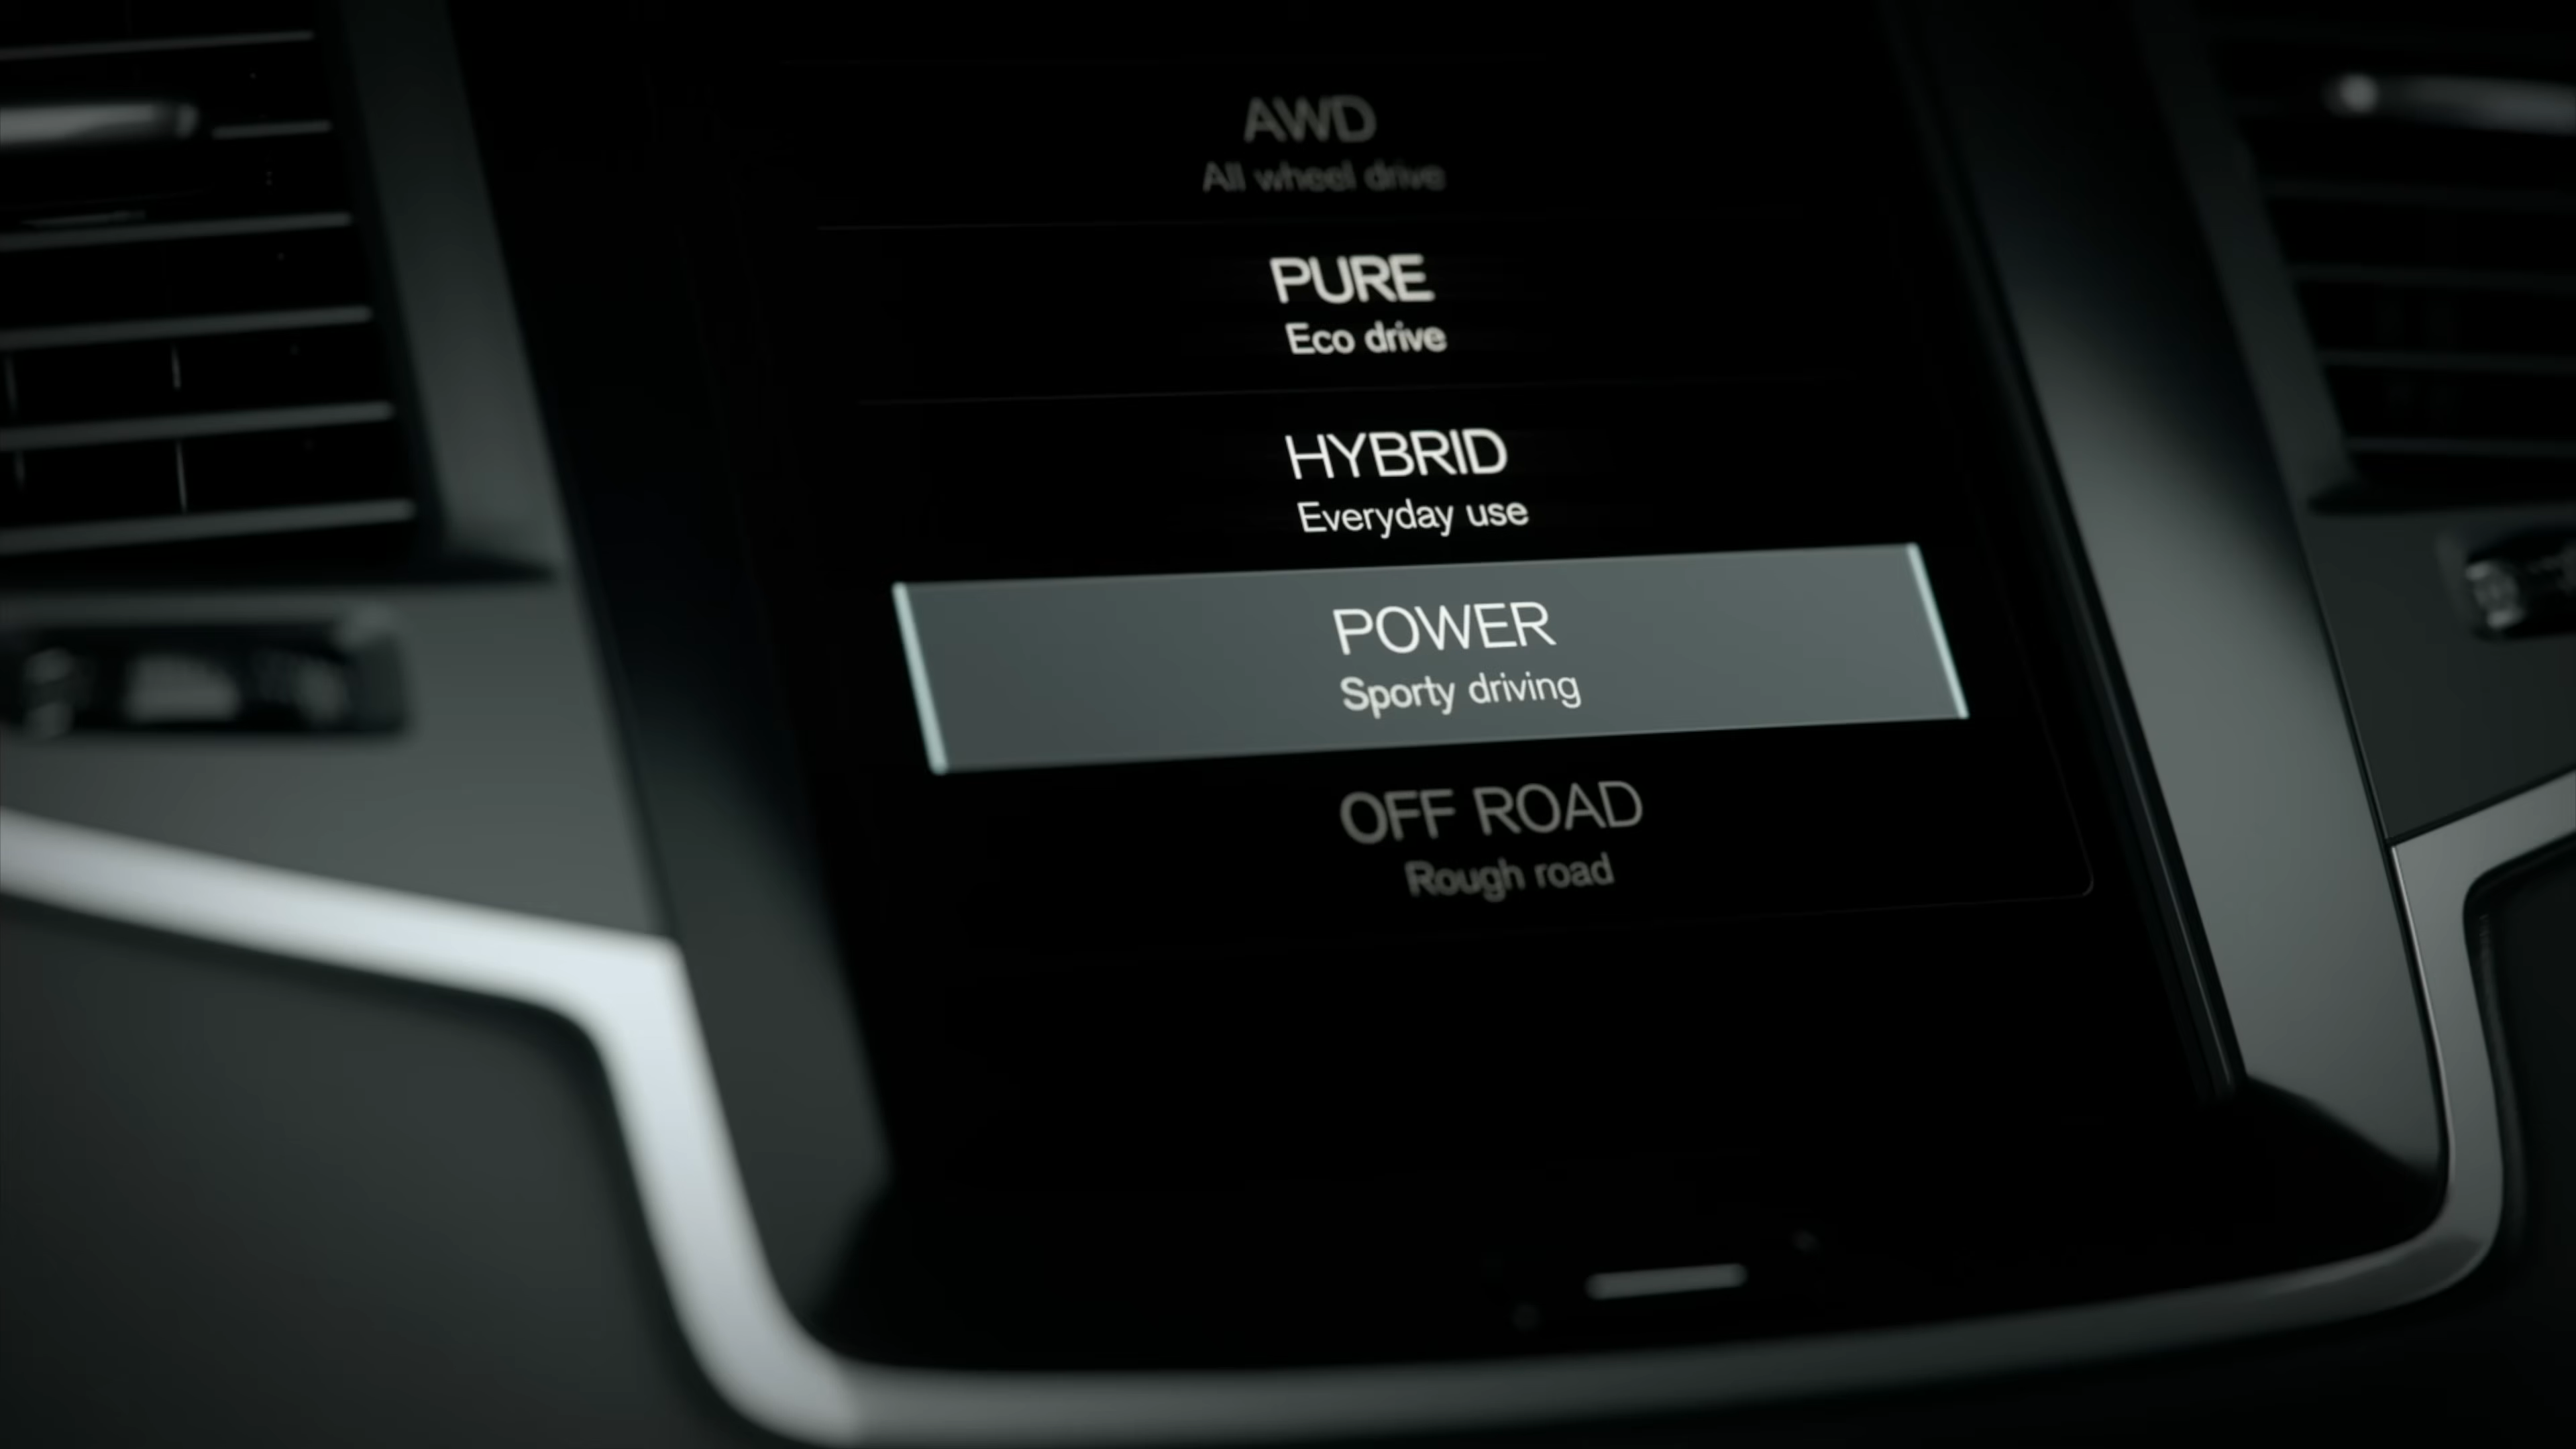 AWD
All wheel drive
PURE
Eco drive
HYBRID
Everyday use
POWER
Sporty driving
OFF ROAD
Rough road